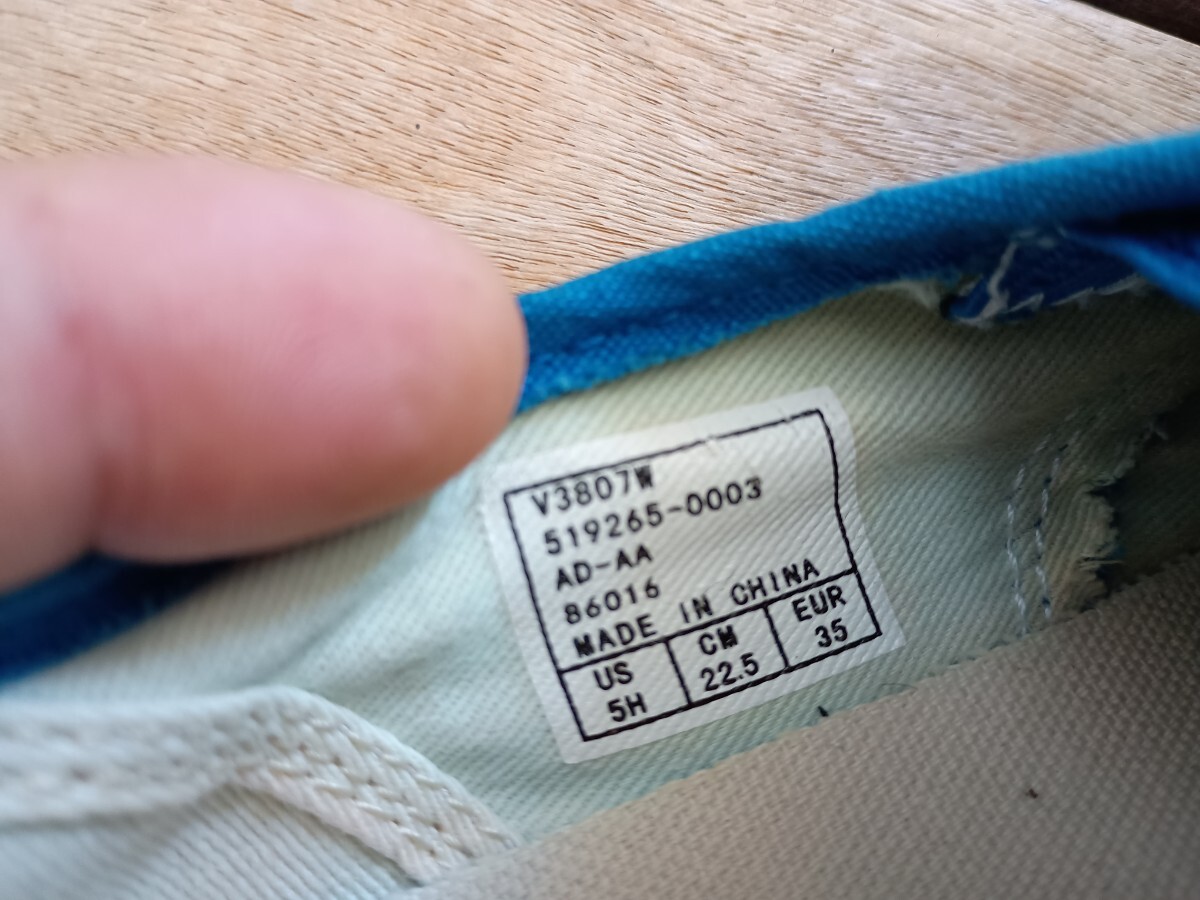 V3807W
519265-0003
AD-AA
86016
MADE IN CHINA
US CM EUR
5H 22.5 35